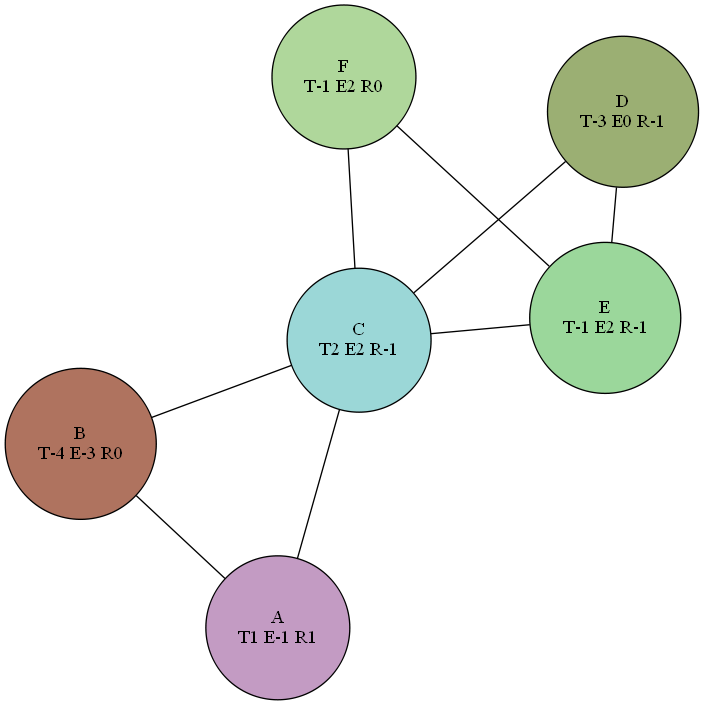 F
T-1 E2 R0
D
T-3 E0 R-1
E
T-1 E2 R-1
C
T2 E2 R-1
B
T-4 E-3 R0
A
T1 E-1 R1